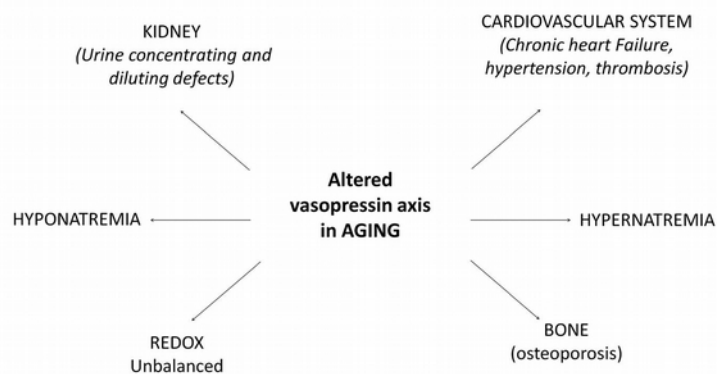 KIDNEY
(Urine concentrating and
diluting defects)
CARDIOVASCULAR SYSTEM
(Chronic heart Failure,
hypertension, thrombosis)
Altered
vasopressin axis
in AGING
HYPONATREMIA
HYPERNATREMIA
REDOX
Unbalanced
BONE
(osteoporosis)